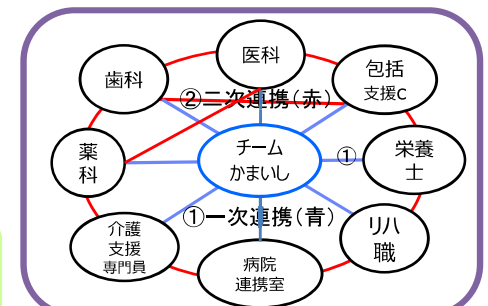 医科
歯科
包括
支援C
②二次連携（赤）
薬
科
チーム
かまいし
①
栄養
士
①一次連携（青）
介護
支援
専門員
リハ
職
病院
連携室